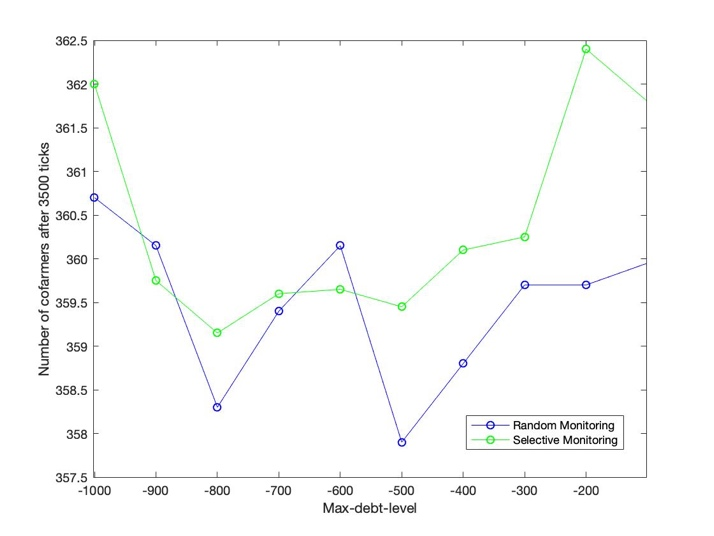 362.5
362
361.5
361
360.5
360
359.5
359
358.5
358
357.5
Number of cofarmers after 3500 ticks
Random Monitoring
Selective Monitoring
-1000 -900 -800 -700 -600 -500 -400 -300 -200
Max-debt-level